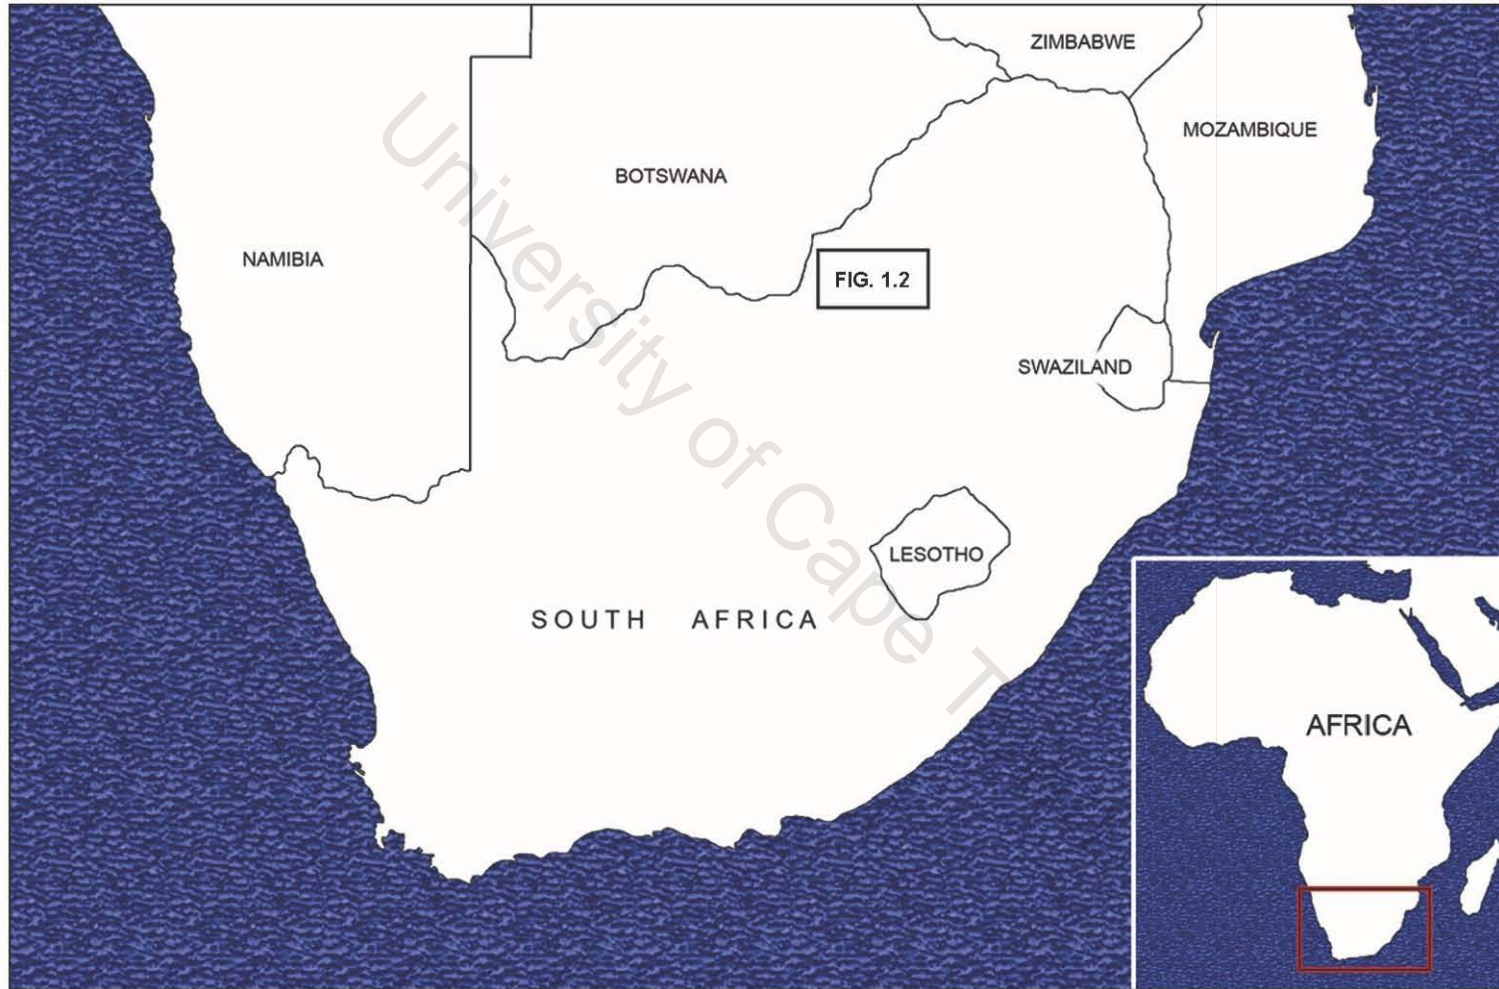 ZIMBABWE
MOZAMBIQUE
BOTSWANA
NAMIBIA
FIG. 1.2
SWAZILAND
LESOTHO
SOUTH AFRICA
AFRICA
University of Cape T